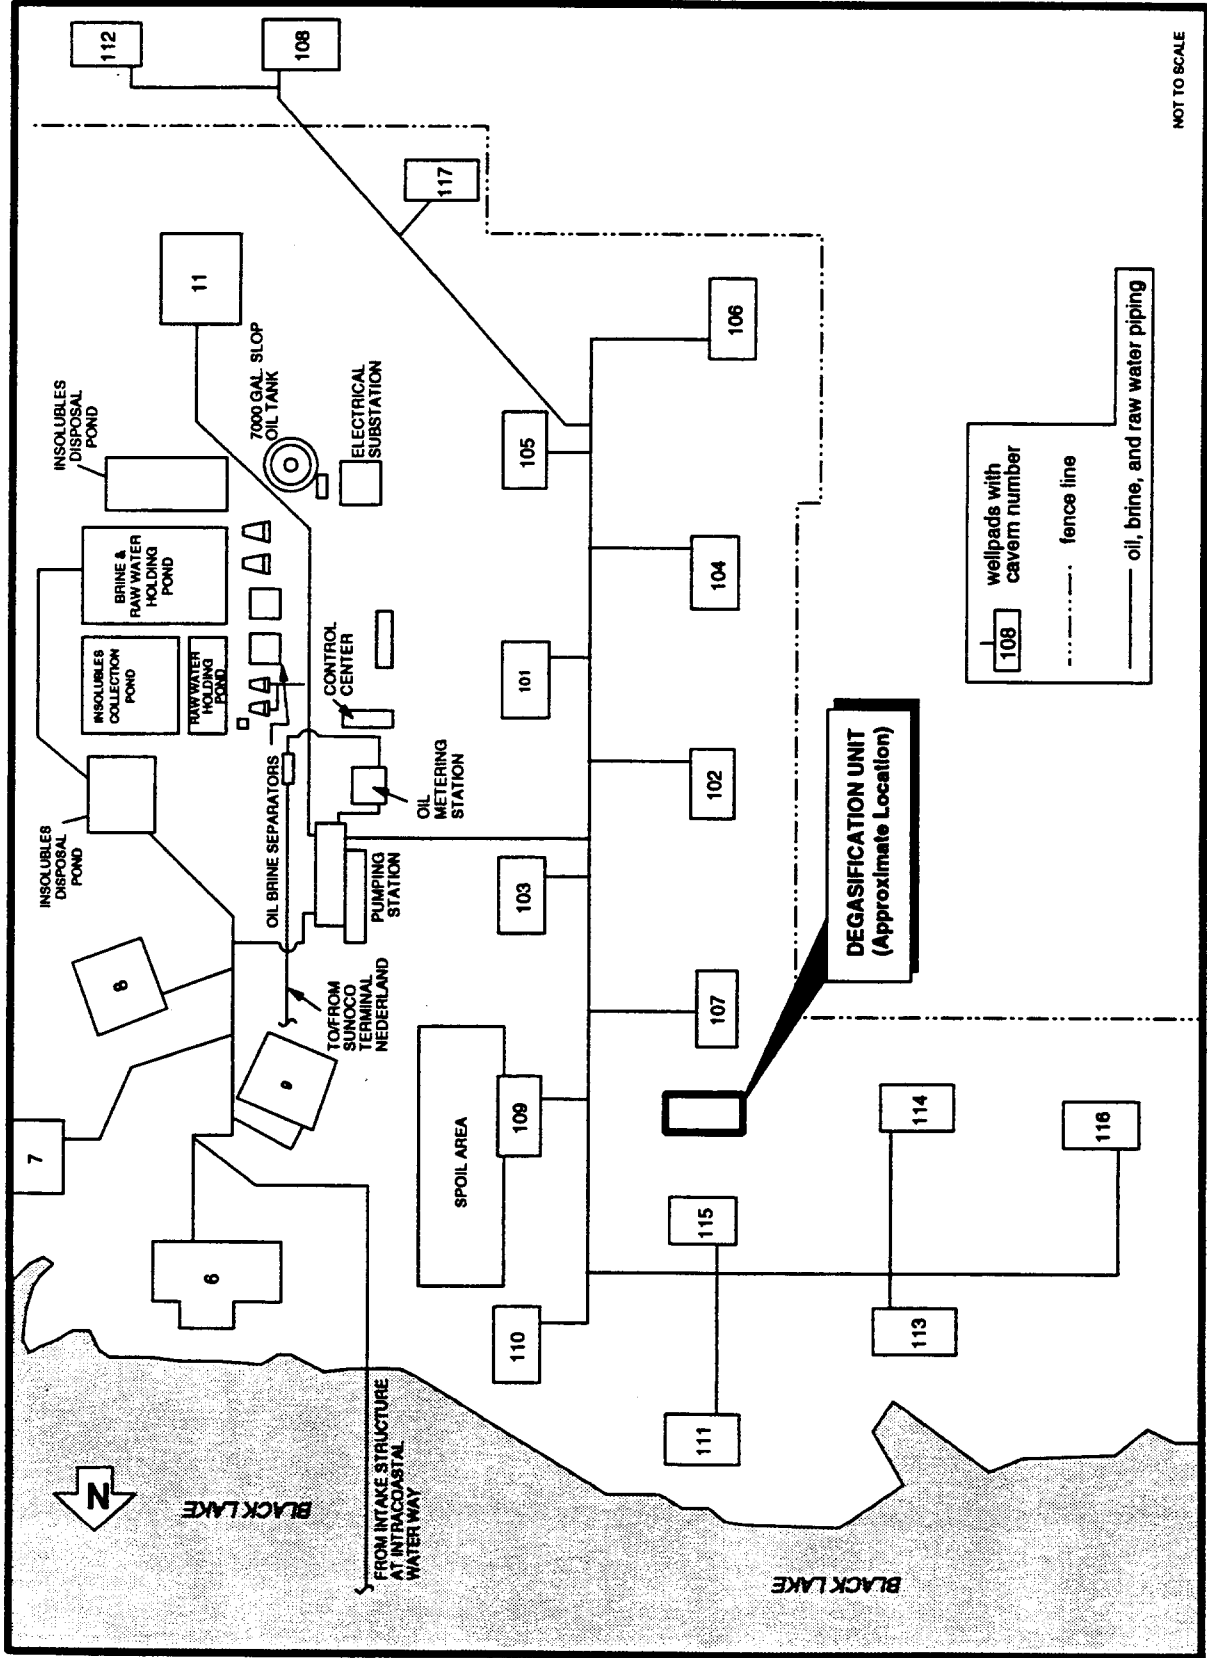 7
INSOLUBLES
DISPOSAL
POND
INSOLUBLES
DISPOSAL
POND
112
N
8
INSOLUBLES
COLLECTION
POND
BRINE &
RAW WATER
HOLDING
POND
RAW WATER
HOLDING
POND
11
6
BLACK LAKE
9
OIL BRINE SEPARATORS
7000 GAL. SLOP
OIL TANK
108
TO/FROM
SUNOCO
TERMINAL
NEDERLAND
CONTROL
CENTER
ELECTRICAL
SUBSTATION
FROM INTAKE STRUCTURE
AT INTRACOASTAL
WATER WAY
PUMPING
STATION
OIL
METERING
STATION
117
SPOIL AREA
110
109
103
101
105
111
115
107
102
104
106
BLACK LAKE
DEGASIFICATION UNIT
(Approximate Location)
113
114
116
108
wellpads with
cavern number
fence line
oil, brine, and raw water piping
NOT TO SCALE